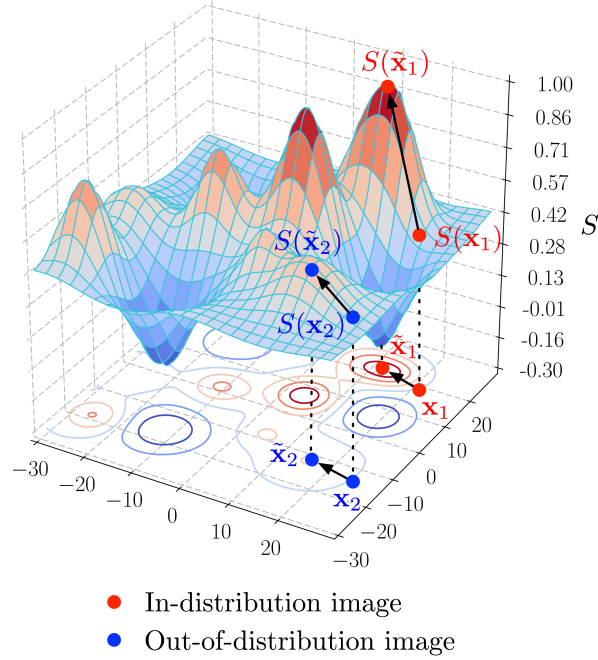 S(x̃₁)
1.00
0.86
0.71
0.57
0.42
0.28
0.13
-0.01
-0.16
-0.30
S
S(x₁)
S(x̃₂)
S(x₂)
x̃₁
x₁
x̃₂
x₂
−30
−20
−10
0
10
20
−30
−20
−10
0
10
20
In-distribution image
Out-of-distribution image